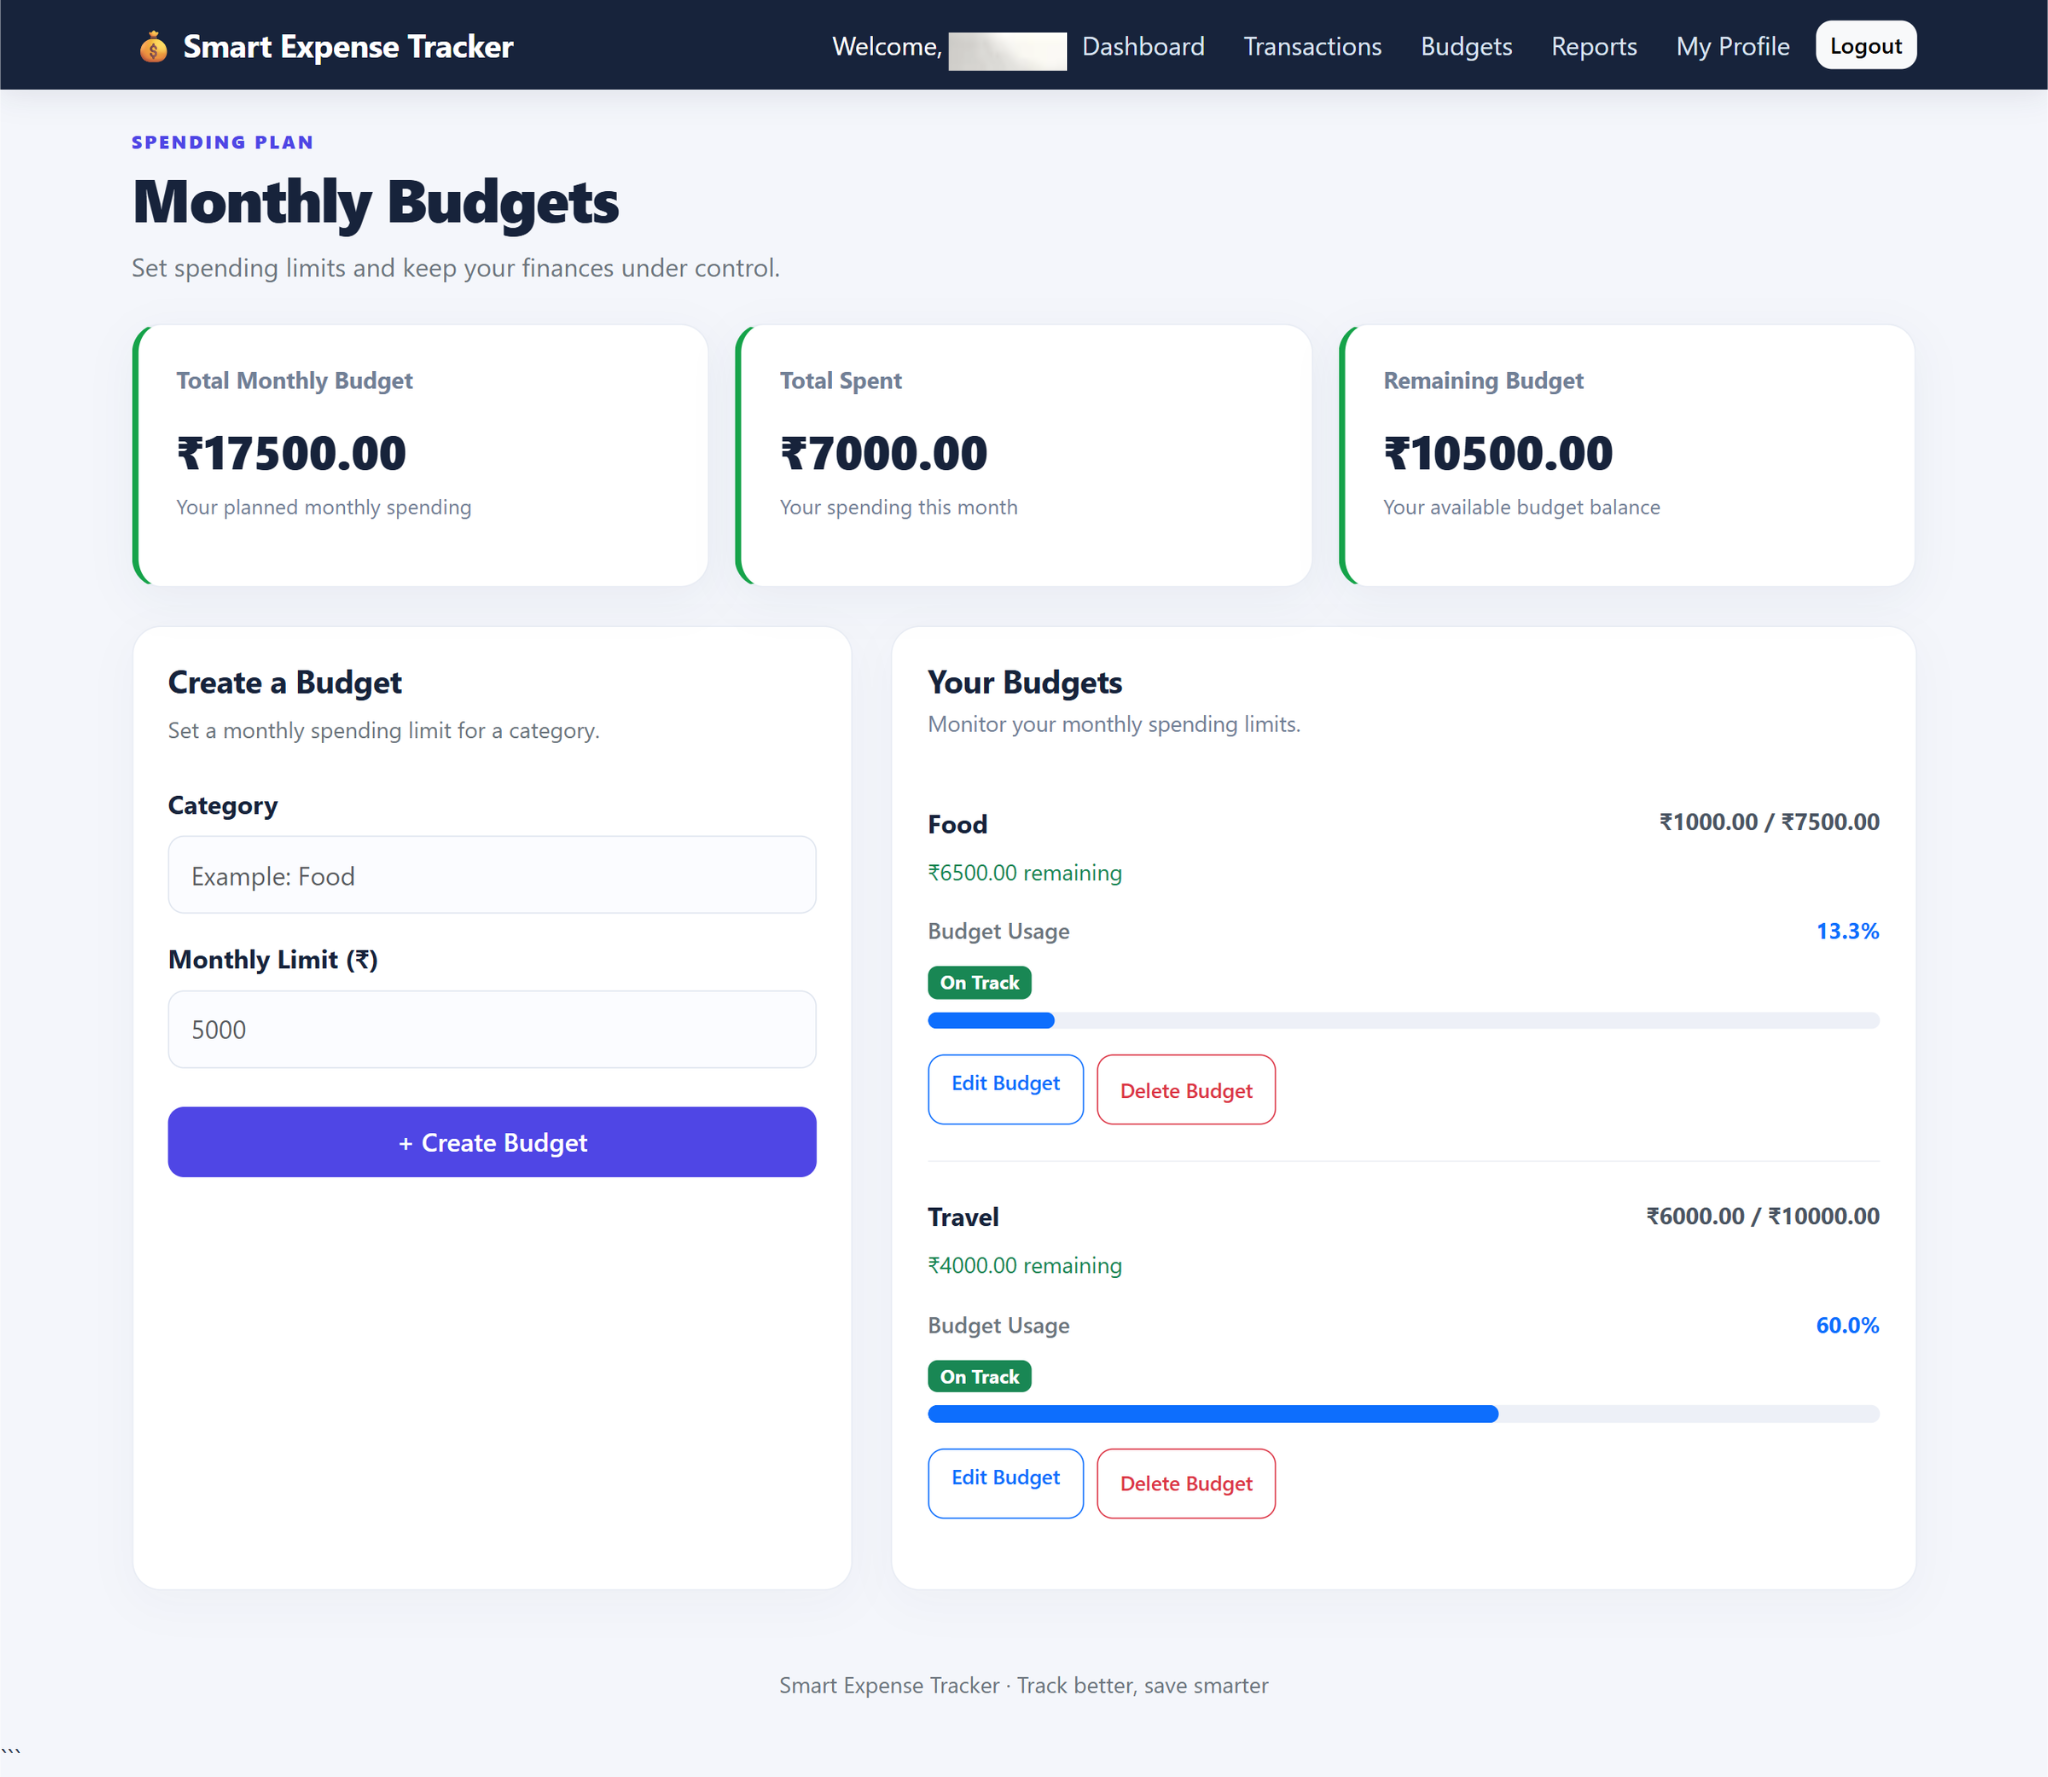 Smart Expense Tracker
Welcome, Dashboard Transactions Budgets Reports My Profile Logout
SPENDING PLAN
Monthly Budgets
Set spending limits and keep your finances under control.
Total Monthly Budget
₹17500.00
Your planned monthly spending
Total Spent
₹7000.00
Your spending this month
Remaining Budget
₹10500.00
Your available budget balance
Create a Budget
Set a monthly spending limit for a category.
Category
Example: Food
Monthly Limit (₹)
5000
+ Create Budget
Your Budgets
Monitor your monthly spending limits.
Food ₹1000.00 / ₹7500.00
₹6500.00 remaining
Budget Usage 13.3%
On Track
Edit Budget Delete Budget
Travel ₹6000.00 / ₹10000.00
₹4000.00 remaining
Budget Usage 60.0%
On Track
Edit Budget Delete Budget
Smart Expense Tracker · Track better, save smarter
```